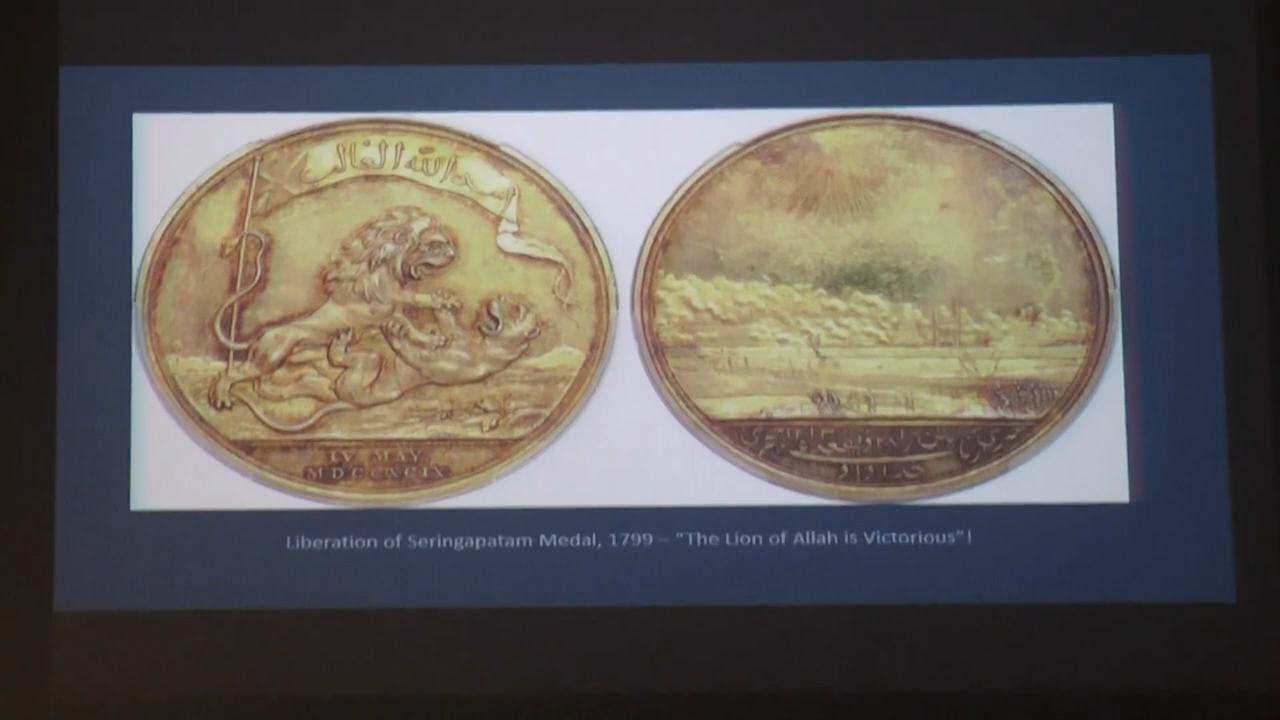 اسد الله الغالب
IV MAY
MDCCXCIX
Liberation of Seringapatam Medal, 1799 – “The Lion of Allah is Victorious”!